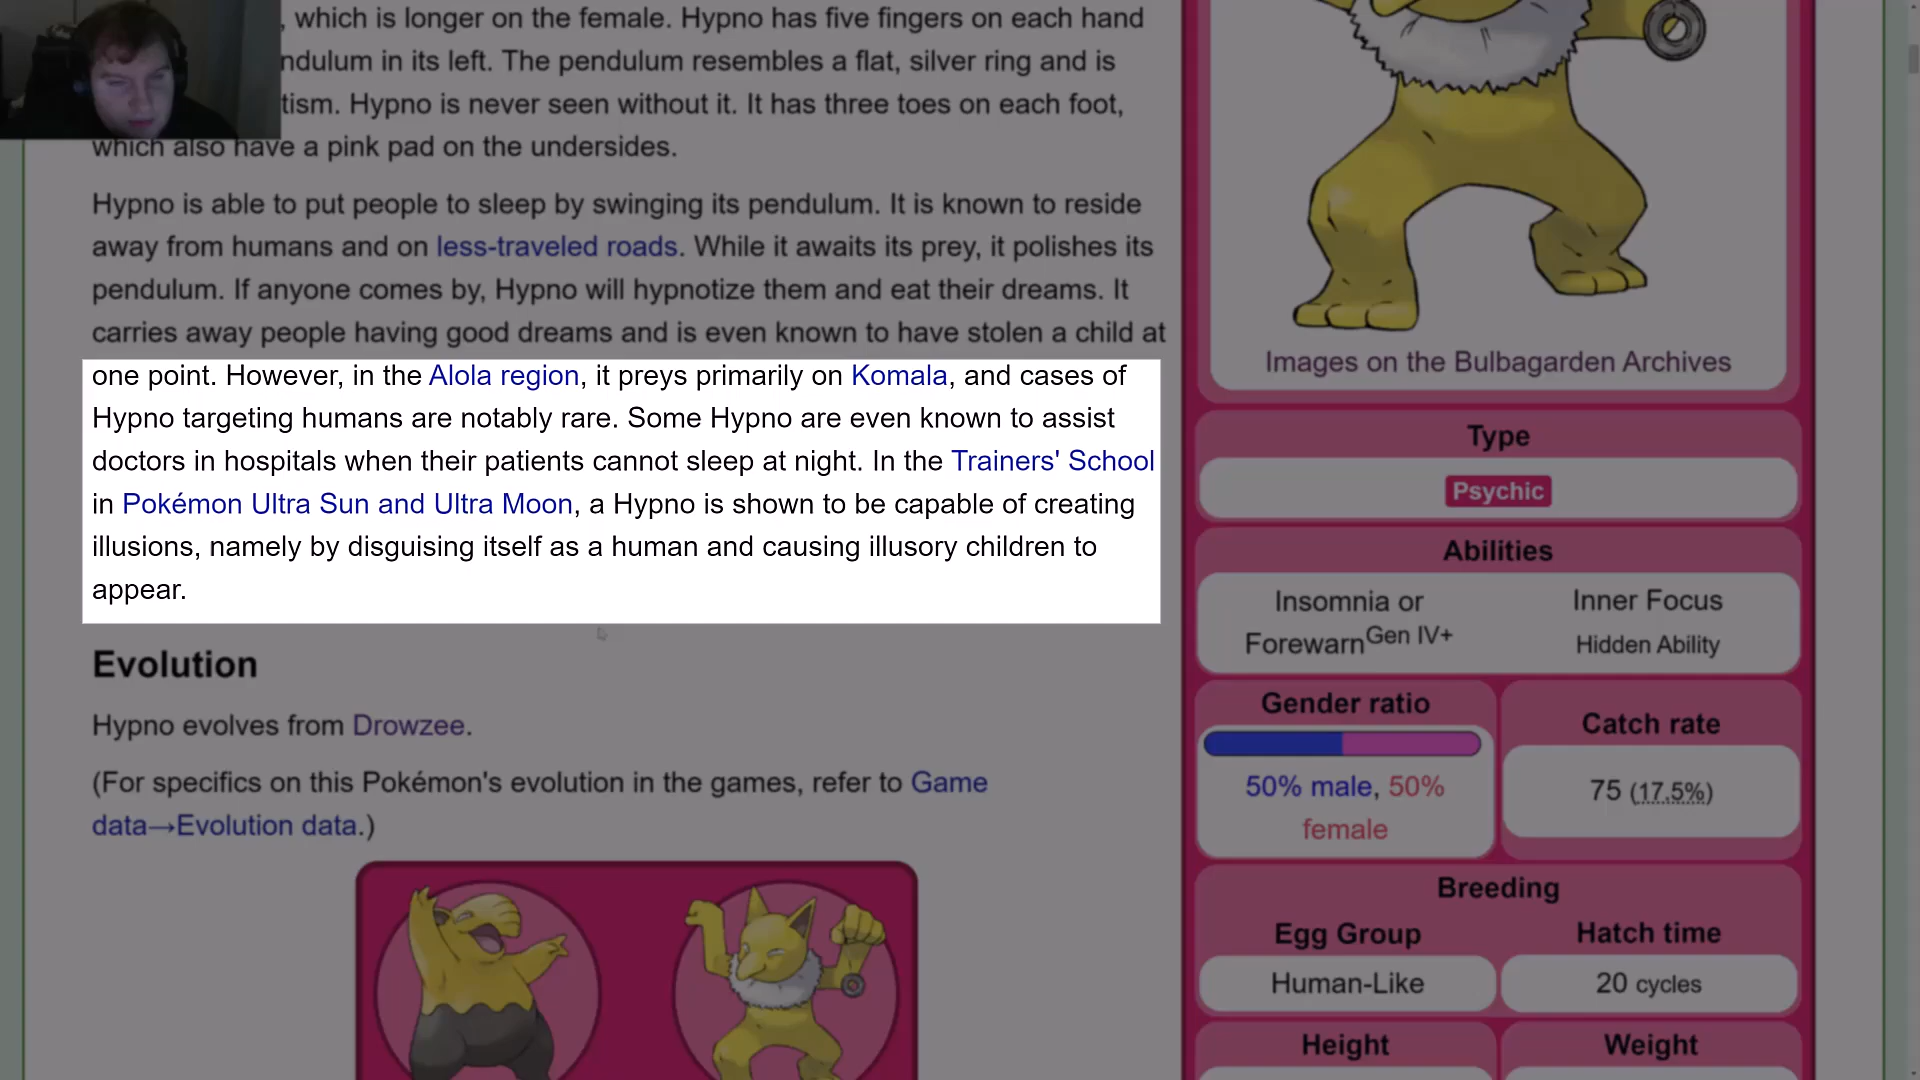 , which is longer on the female. Hypno has five fingers on each hand
ndulum in its left. The pendulum resembles a flat, silver ring and is
tism. Hypno is never seen without it. It has three toes on each foot,
which also have a pink pad on the undersides.
Hypno is able to put people to sleep by swinging its pendulum. It is known to reside
away from humans and on less-traveled roads. While it awaits its prey, it polishes its
pendulum. If anyone comes by, Hypno will hypnotize them and eat their dreams. It
carries away people having good dreams and is even known to have stolen a child at
one point. However, in the Alola region, it preys primarily on Komala, and cases of
Hypno targeting humans are notably rare. Some Hypno are even known to assist
doctors in hospitals when their patients cannot sleep at night. In the Trainers' School
in Pokémon Ultra Sun and Ultra Moon, a Hypno is shown to be capable of creating
illusions, namely by disguising itself as a human and causing illusory children to
appear.
Evolution
Hypno evolves from Drowzee.
(For specifics on this Pokémon's evolution in the games, refer to Game
data→Evolution data.)
Images on the Bulbagarden Archives
Type
Psychic
Abilities
Insomnia or
Forewarn Gen IV+
Inner Focus
Hidden Ability
Gender ratio
50% male, 50%
female
Catch rate
75 (17.5%)
Breeding
Egg Group
Human-Like
Hatch time
20 cycles
Height
Weight